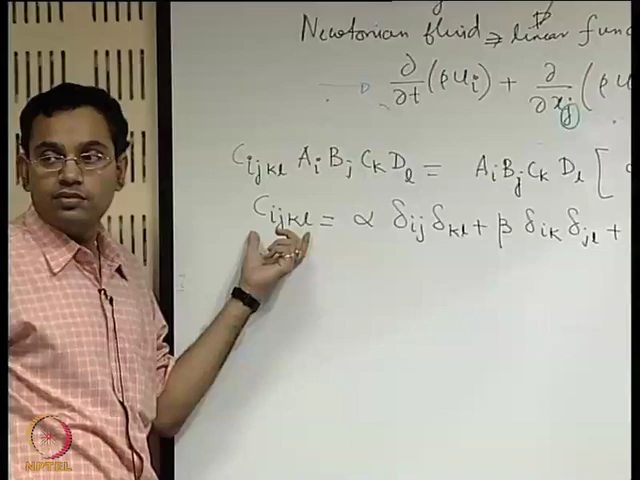 Newtonian fluid ⇒ linear func
∂/∂t (ρu_i) + ∂/∂x_j (ρu
C_ijkl A_i B_j C_k D_l = A_i B_j C_k D_l [
C_ijkl = α δ_ij δ_kl + β δ_ik δ_jl +
NPTEL